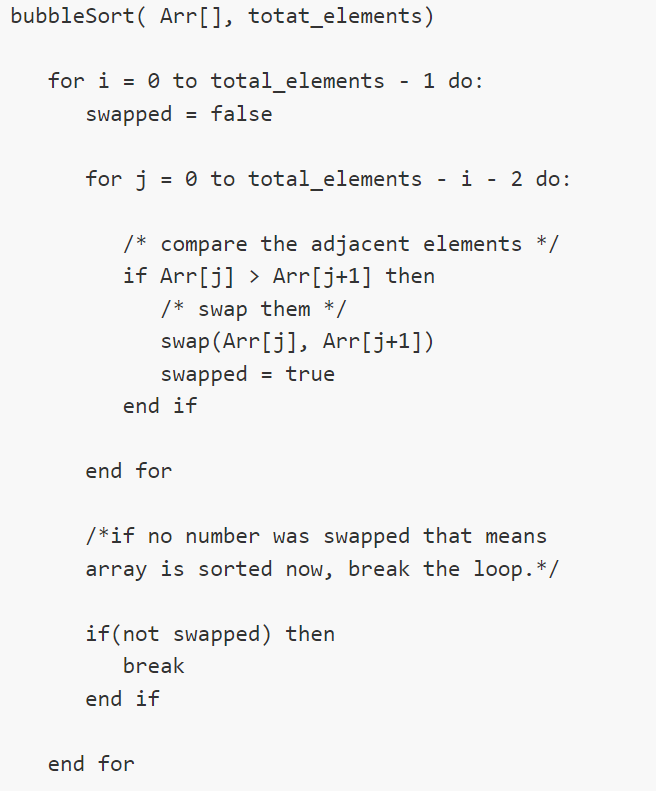 bubbleSort( Arr[], totat_elements)
for i = 0 to total_elements - 1 do:
swapped = false
for j = 0 to total_elements - i - 2 do:
/* compare the adjacent elements */
if Arr[j] > Arr[j+1] then
/* swap them */
swap(Arr[j], Arr[j+1])
swapped = true
end if
end for
/*if no number was swapped that means
array is sorted now, break the loop.*/
if(not swapped) then
break
end if
end for